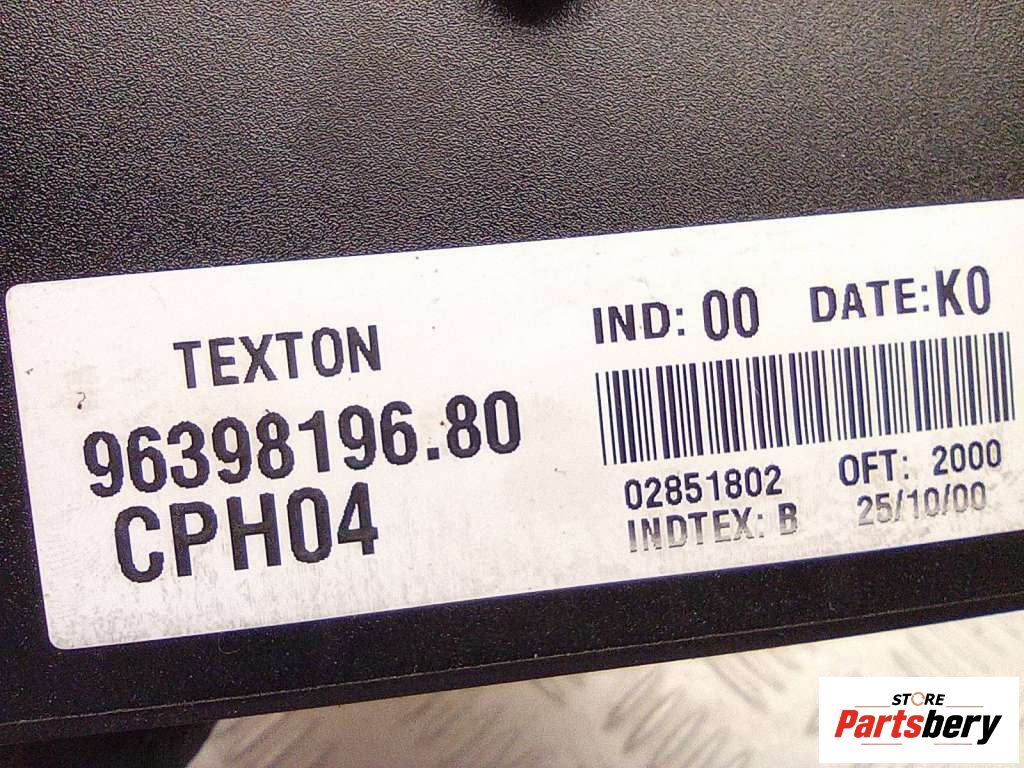 TEXTON
96398196.80
CPH04
IND: 00 DATE: K0
02851802 OFT: 2000
INDTEX: B 25/10/00
STORE
Partsbery